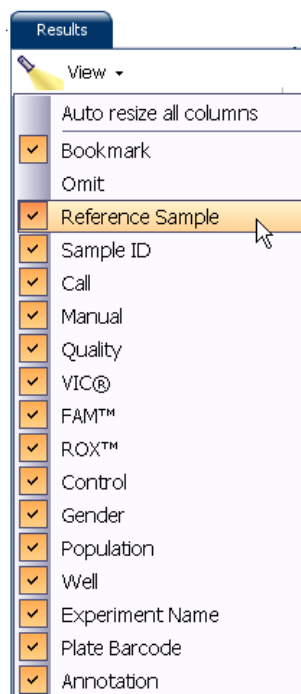 Results
View
Auto resize all columns
Bookmark
Omit
Reference Sample
Sample ID
Call
Manual
Quality
VIC®
FAM™
ROX™
Control
Gender
Population
Well
Experiment Name
Plate Barcode
Annotation